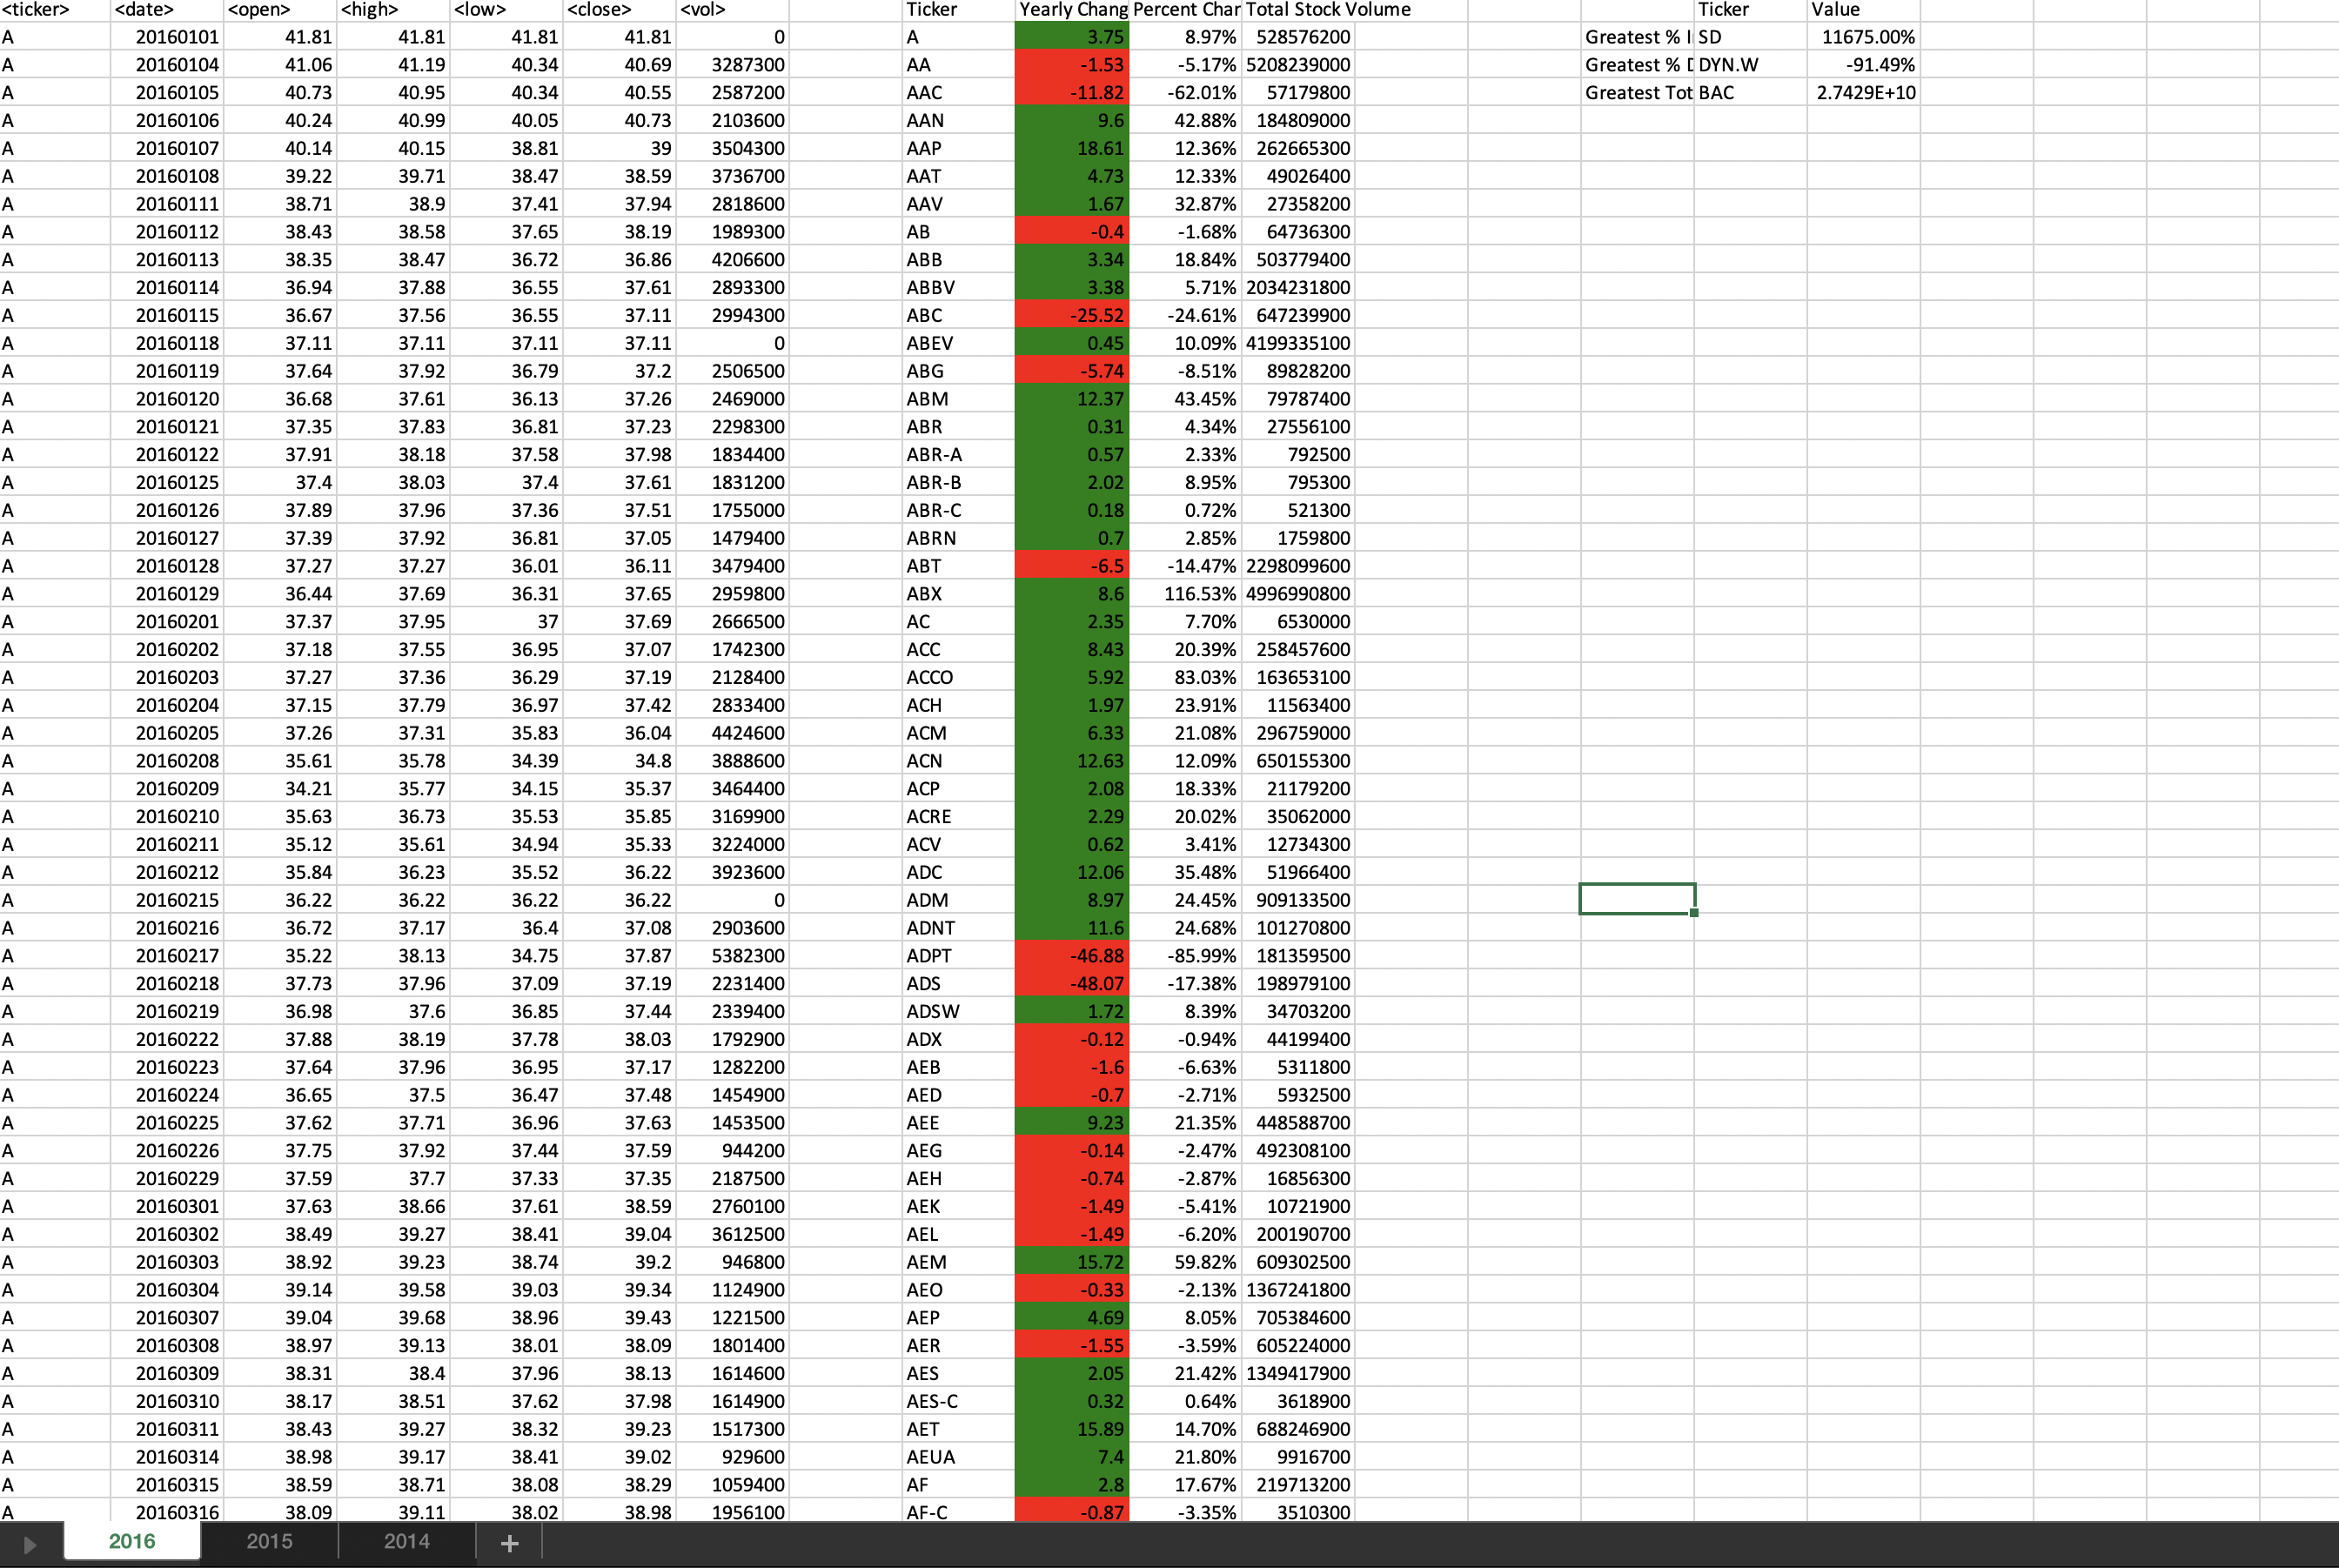 <ticker> <date> <open> <high> <low> <close> <vol> Ticker Yearly Chang Percent Char Total Stock Volume Ticker Value
A 20160101 41.81 41.81 41.81 41.81 0 A 3.75 8.97% 528576200 Greatest % I SD 11675.00%
A 20160104 41.06 41.19 40.34 40.69 3287300 AA -1.53 -5.17% 5208239000 Greatest % D DYN.W -91.49%
A 20160105 40.73 40.95 40.34 40.55 2587200 AAC -11.82 -62.01% 57179800 Greatest Tot BAC 2.7429E+10
A 20160106 40.24 40.99 40.05 40.73 2103600 AAN 9.6 42.88% 184809000
A 20160107 40.14 40.15 38.81 39 3504300 AAP 18.61 12.36% 262665300
A 20160108 39.22 39.71 38.47 38.59 3736700 AAT 4.73 12.33% 49026400
A 20160111 38.71 38.9 37.41 37.94 2818600 AAV 1.67 32.87% 27358200
A 20160112 38.43 38.58 37.65 38.19 1989300 AB -0.4 -1.68% 64736300
A 20160113 38.35 38.47 36.72 36.86 4206600 ABB 3.34 18.84% 503779400
A 20160114 36.94 37.88 36.55 37.61 2893300 ABBV 3.38 5.71% 2034231800
A 20160115 36.67 37.56 36.55 37.11 2994300 ABC -25.52 -24.61% 647239900
A 20160118 37.11 37.11 37.11 37.11 0 ABEV 0.45 10.09% 4199335100
A 20160119 37.64 37.92 36.79 37.2 2506500 ABG -5.74 -8.51% 89828200
A 20160120 36.68 37.61 36.13 37.26 2469000 ABM 12.37 43.45% 79787400
A 20160121 37.35 37.83 36.81 37.23 2298300 ABR 0.31 4.34% 27556100
A 20160122 37.91 38.18 37.58 37.98 1834400 ABR-A 0.57 2.33% 792500
A 20160125 37.4 38.03 37.4 37.61 1831200 ABR-B 2.02 8.95% 795300
A 20160126 37.89 37.96 37.36 37.51 1755000 ABR-C 0.18 0.72% 521300
A 20160127 37.39 37.92 36.81 37.05 1479400 ABRN 0.7 2.85% 1759800
A 20160128 37.27 37.27 36.01 36.11 3479400 ABT -6.5 -14.47% 2298099600
A 20160129 36.44 37.69 36.31 37.65 2959800 ABX 8.6 116.53% 4996990800
A 20160201 37.37 37.95 37 37.69 2666500 AC 2.35 7.70% 6530000
A 20160202 37.18 37.55 36.95 37.07 1742300 ACC 8.43 20.39% 258457600
A 20160203 37.27 37.36 36.29 37.19 2128400 ACCO 5.92 83.03% 163653100
A 20160204 37.15 37.79 36.97 37.42 2833400 ACH 1.97 23.91% 11563400
A 20160205 37.26 37.31 35.83 36.04 4424600 ACM 6.33 21.08% 296759000
A 20160208 35.61 35.78 34.39 34.8 3888600 ACN 12.63 12.09% 650155300
A 20160209 34.21 35.77 34.15 35.37 3464400 ACP 2.08 18.33% 21179200
A 20160210 35.63 36.73 35.53 35.85 3169900 ACRE 2.29 20.02% 35062000
A 20160211 35.12 35.61 34.94 35.33 3224000 ACV 0.62 3.41% 12734300
A 20160212 35.84 36.23 35.52 36.22 3923600 ADC 12.06 35.48% 51966400
A 20160215 36.22 36.22 36.22 36.22 0 ADM 8.97 24.45% 909133500
A 20160216 36.72 37.17 36.4 37.08 2903600 ADNT 11.6 24.68% 101270800
A 20160217 35.22 38.13 34.75 37.87 5382300 ADPT -46.88 -85.99% 181359500
A 20160218 37.73 37.96 37.09 37.19 2231400 ADS -48.07 -17.38% 198979100
A 20160219 36.98 37.6 36.85 37.44 2339400 ADSW 1.72 8.39% 34703200
A 20160222 37.88 38.19 37.78 38.03 1792900 ADX -0.12 -0.94% 44199400
A 20160223 37.64 37.96 36.95 37.17 1282200 AEB -1.6 -6.63% 5311800
A 20160224 36.65 37.5 36.47 37.48 1454900 AED -0.7 -2.71% 5932500
A 20160225 37.62 37.71 36.96 37.63 1453500 AEE 9.23 21.35% 448588700
A 20160226 37.75 37.92 37.44 37.59 944200 AEG -0.14 -2.47% 492308100
A 20160229 37.59 37.7 37.33 37.35 2187500 AEH -0.74 -2.87% 16856300
A 20160301 37.63 38.66 37.61 38.59 2760100 AEK -1.49 -5.41% 10721900
A 20160302 38.49 39.27 38.41 39.04 3612500 AEL -1.49 -6.20% 200190700
A 20160303 38.92 39.23 38.74 39.2 946800 AEM 15.72 59.82% 609302500
A 20160304 39.14 39.58 39.03 39.34 1124900 AEO -0.33 -2.13% 1367241800
A 20160307 39.04 39.68 38.96 39.43 1221500 AEP 4.69 8.05% 705384600
A 20160308 38.97 39.13 38.01 38.09 1801400 AER -1.55 -3.59% 605224000
A 20160309 38.31 38.4 37.96 38.13 1614600 AES 2.05 21.42% 1349417900
A 20160310 38.17 38.51 37.62 37.98 1614900 AES-C 0.32 0.64% 3618900
A 20160311 38.43 39.27 38.32 39.23 1517300 AET 15.89 14.70% 688246900
A 20160314 38.98 39.17 38.41 39.02 929600 AEUA 7.4 21.80% 9916700
A 20160315 38.59 38.71 38.08 38.29 1059400 AF 2.8 17.67% 219713200
A 20160316 38.09 39.11 38.02 38.98 1956100 AF-C -0.87 -3.35% 3510300
2016 2015 2014 +